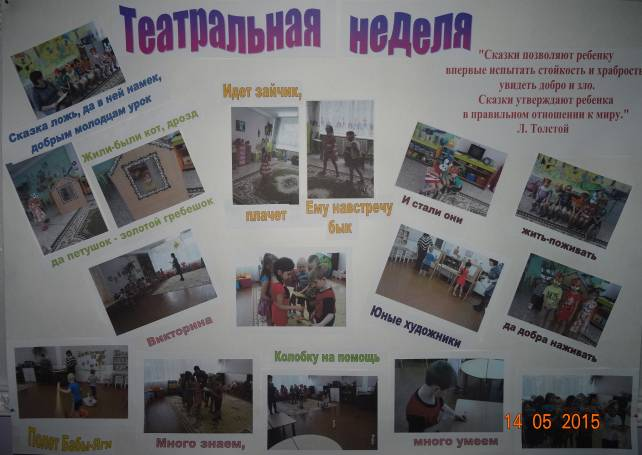 Театральная неделя
"Сказки позволяют ребенку
впервые испытать стойкость и храбрость
увидеть добро и зло.
Сказки утверждают ребенка
в правильном отношении к миру."
Л. Толстой
Сказка ложь, да в ней намек,
добрым молодцам урок
Идет зайчик,
плачет
Ему навстречу
бык
Жили-были кот, дрозд
да петушок - золотой гребешок
И стали они
жить-поживать
да добра наживать
Викторина
Юные художники
Колобку на помощь
Полет Бабы-Яги
Много знаем,
много умеем
14 05 2015